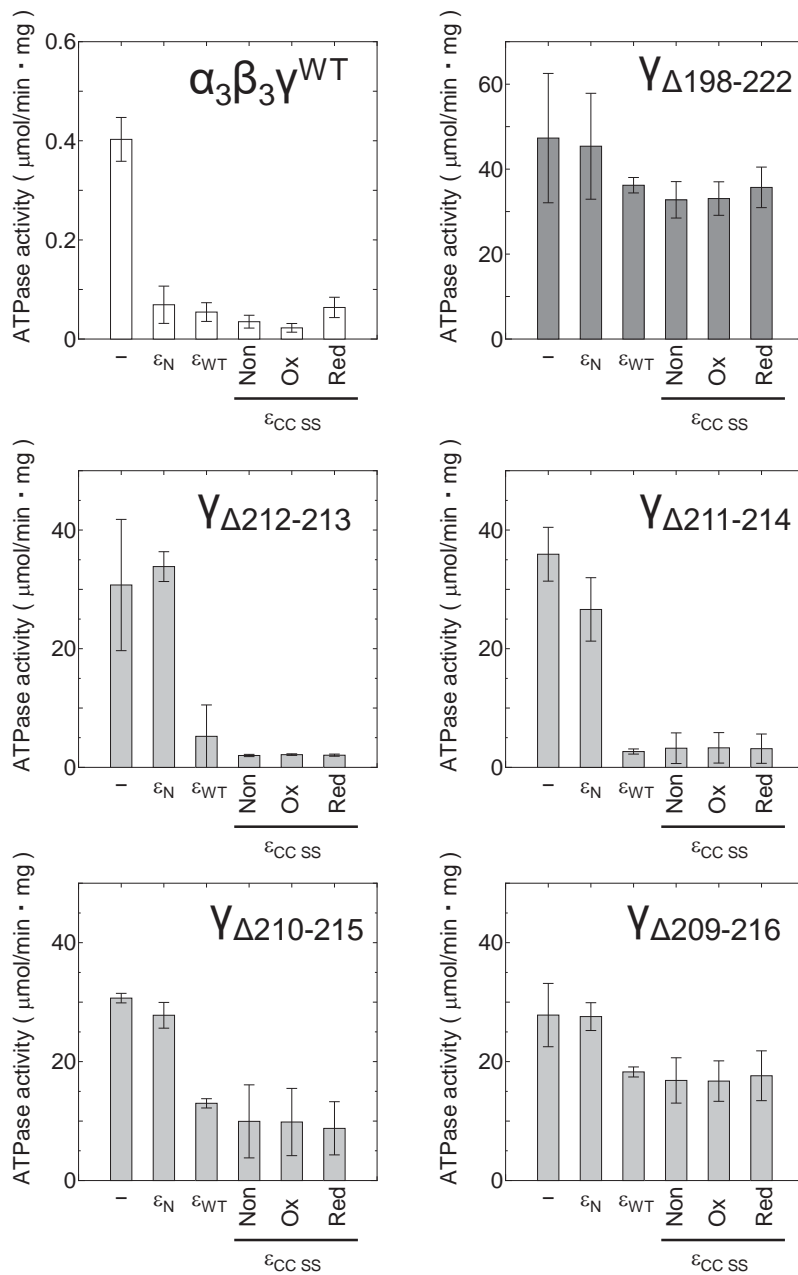 α3β3γWT
ATPase activity ( μmol/min・mg )
0.6
0.4
0.2
0
– εN εWT Non Ox Red
εCC SS
γΔ198-222
ATPase activity ( μmol/min・mg )
60
40
20
0
– εN εWT Non Ox Red
εCC SS
γΔ212-213
ATPase activity ( μmol/min・mg )
40
20
0
– εN εWT Non Ox Red
εCC SS
γΔ211-214
ATPase activity ( μmol/min・mg )
40
20
0
– εN εWT Non Ox Red
εCC SS
γΔ210-215
ATPase activity ( μmol/min・mg )
40
20
0
– εN εWT Non Ox Red
εCC SS
γΔ209-216
ATPase activity ( μmol/min・mg )
40
20
0
– εN εWT Non Ox Red
εCC SS